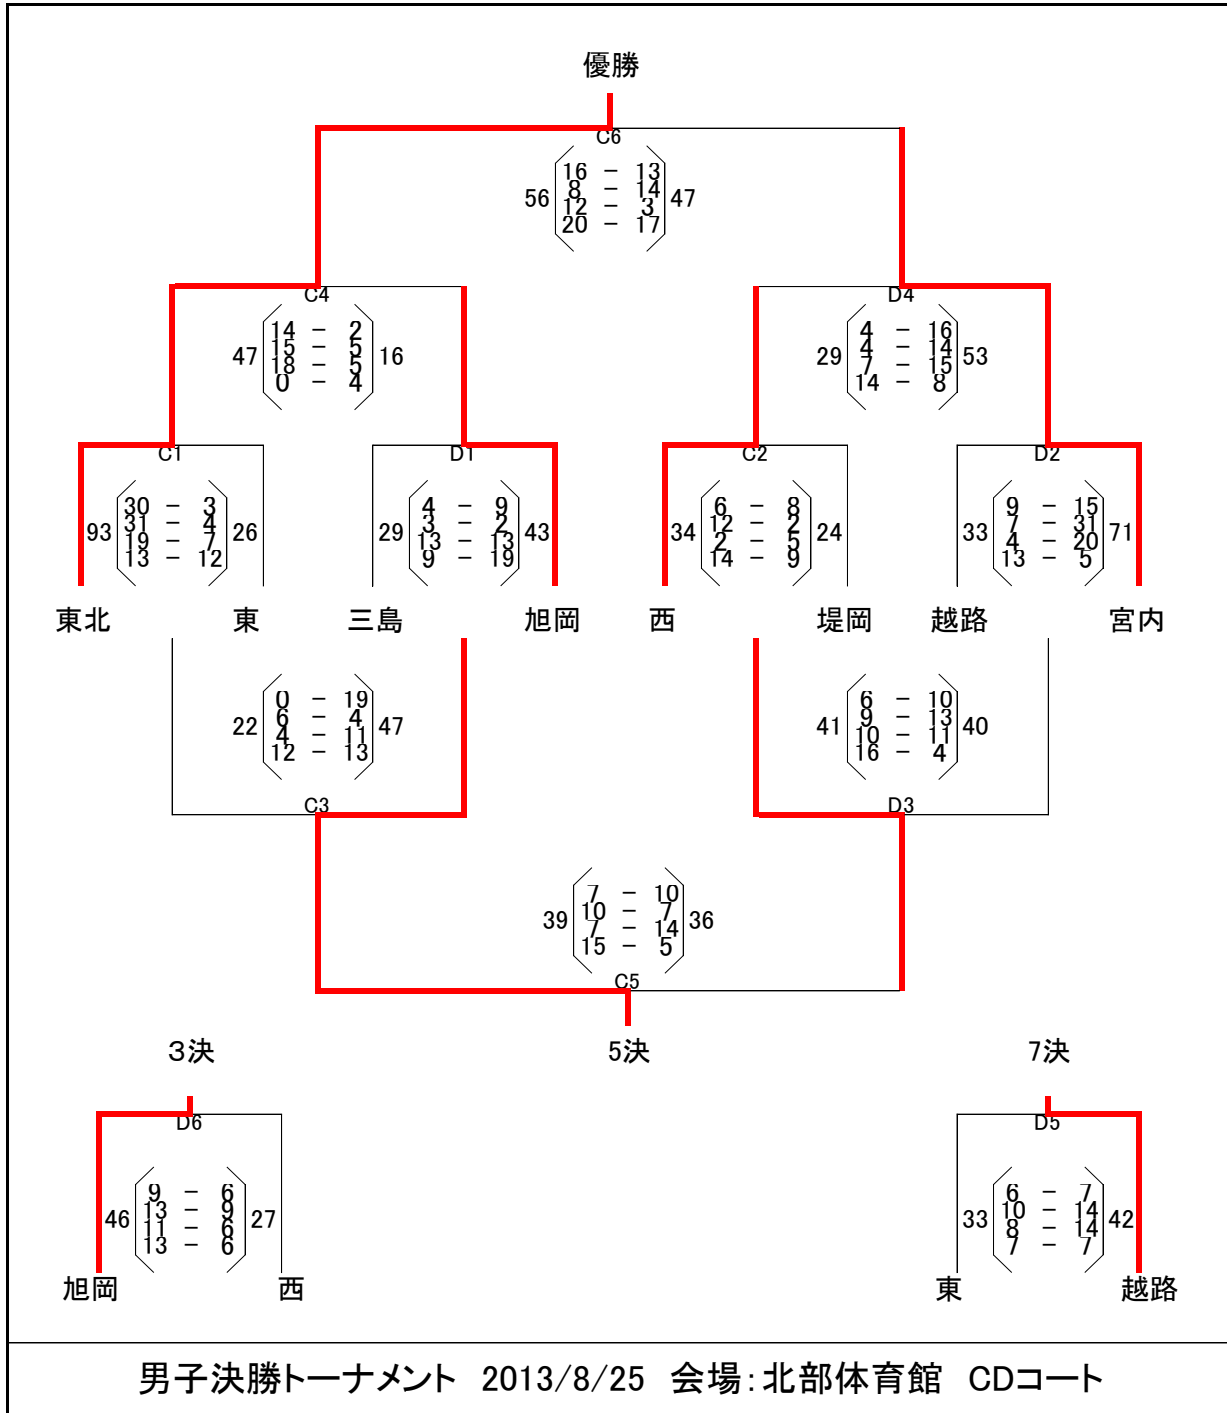 優勝
C6
16 － 13
8 － 14
56 47
12 － 3
20 － 17
C4 D4
14 － 2 4 － 16
15 － 5 4 － 14
47 16 29 53
18 － 5 7 － 15
0 － 4 14 － 8
C1 D1 C2 D2
30 － 3 4 － 9 6 － 8 9 － 15
31 － 4 3 － 2 12 － 2 7 － 31
93 26 29 43 34 24 33 71
19 － 7 13 － 13 2 － 5 4 － 20
13 － 12 9 － 19 14 － 9 13 － 5
東北 東 三島 旭岡 西 堤岡 越路 宮内
0 － 19 6 － 10
6 － 4 9 － 13
22 47 41 40
4 － 11 10 － 11
12 － 13 16 － 4
C3 D3
7 － 10
10 － 7
39 36
7 － 14
15 － 5
C5
３決 5決 7決
D6 D5
9 － 6 6 － 7
13 － 9 10 － 14
46 27 33 42
11 － 6 8 － 14
13 － 6 7 － 7
旭岡 西 東 越路
男子決勝トーナメント 2013/8/25 会場：北部体育館 CDコート